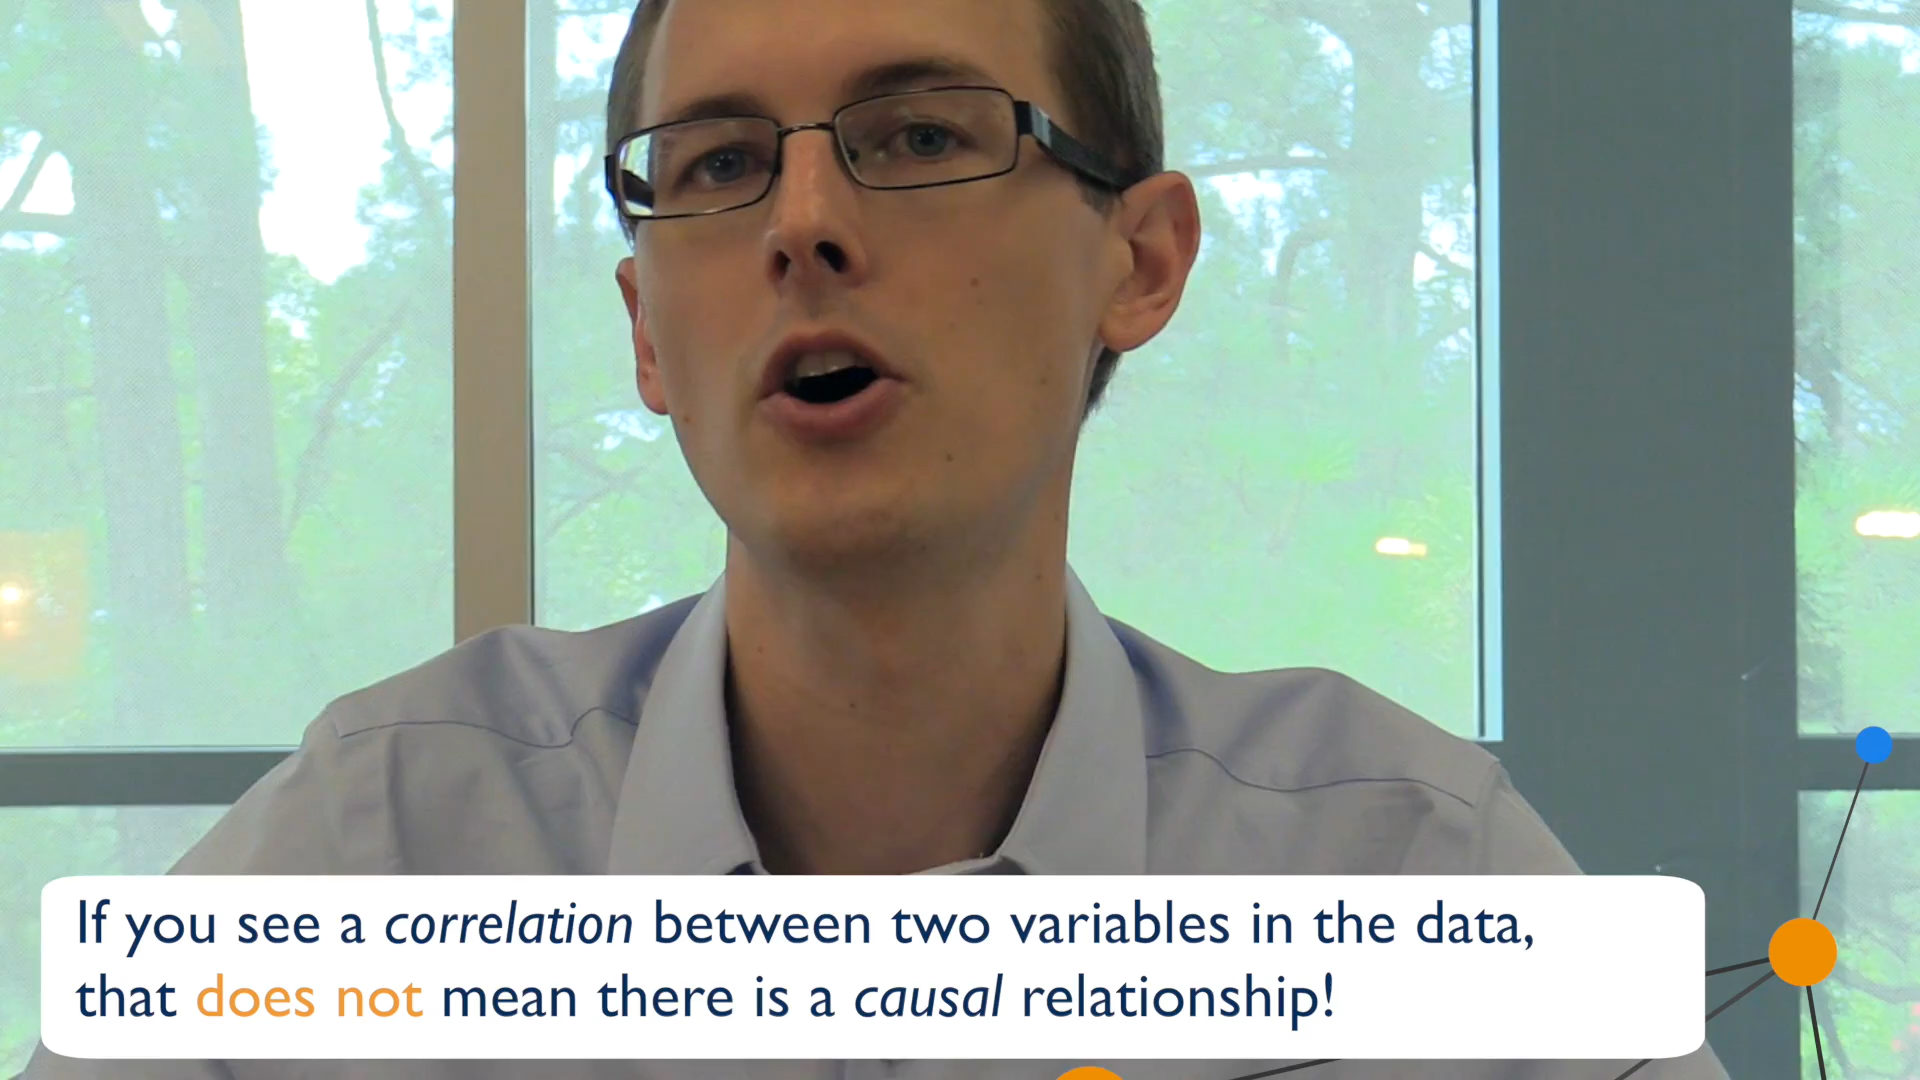 If you see a correlation between two variables in the data,
that does not mean there is a causal relationship!